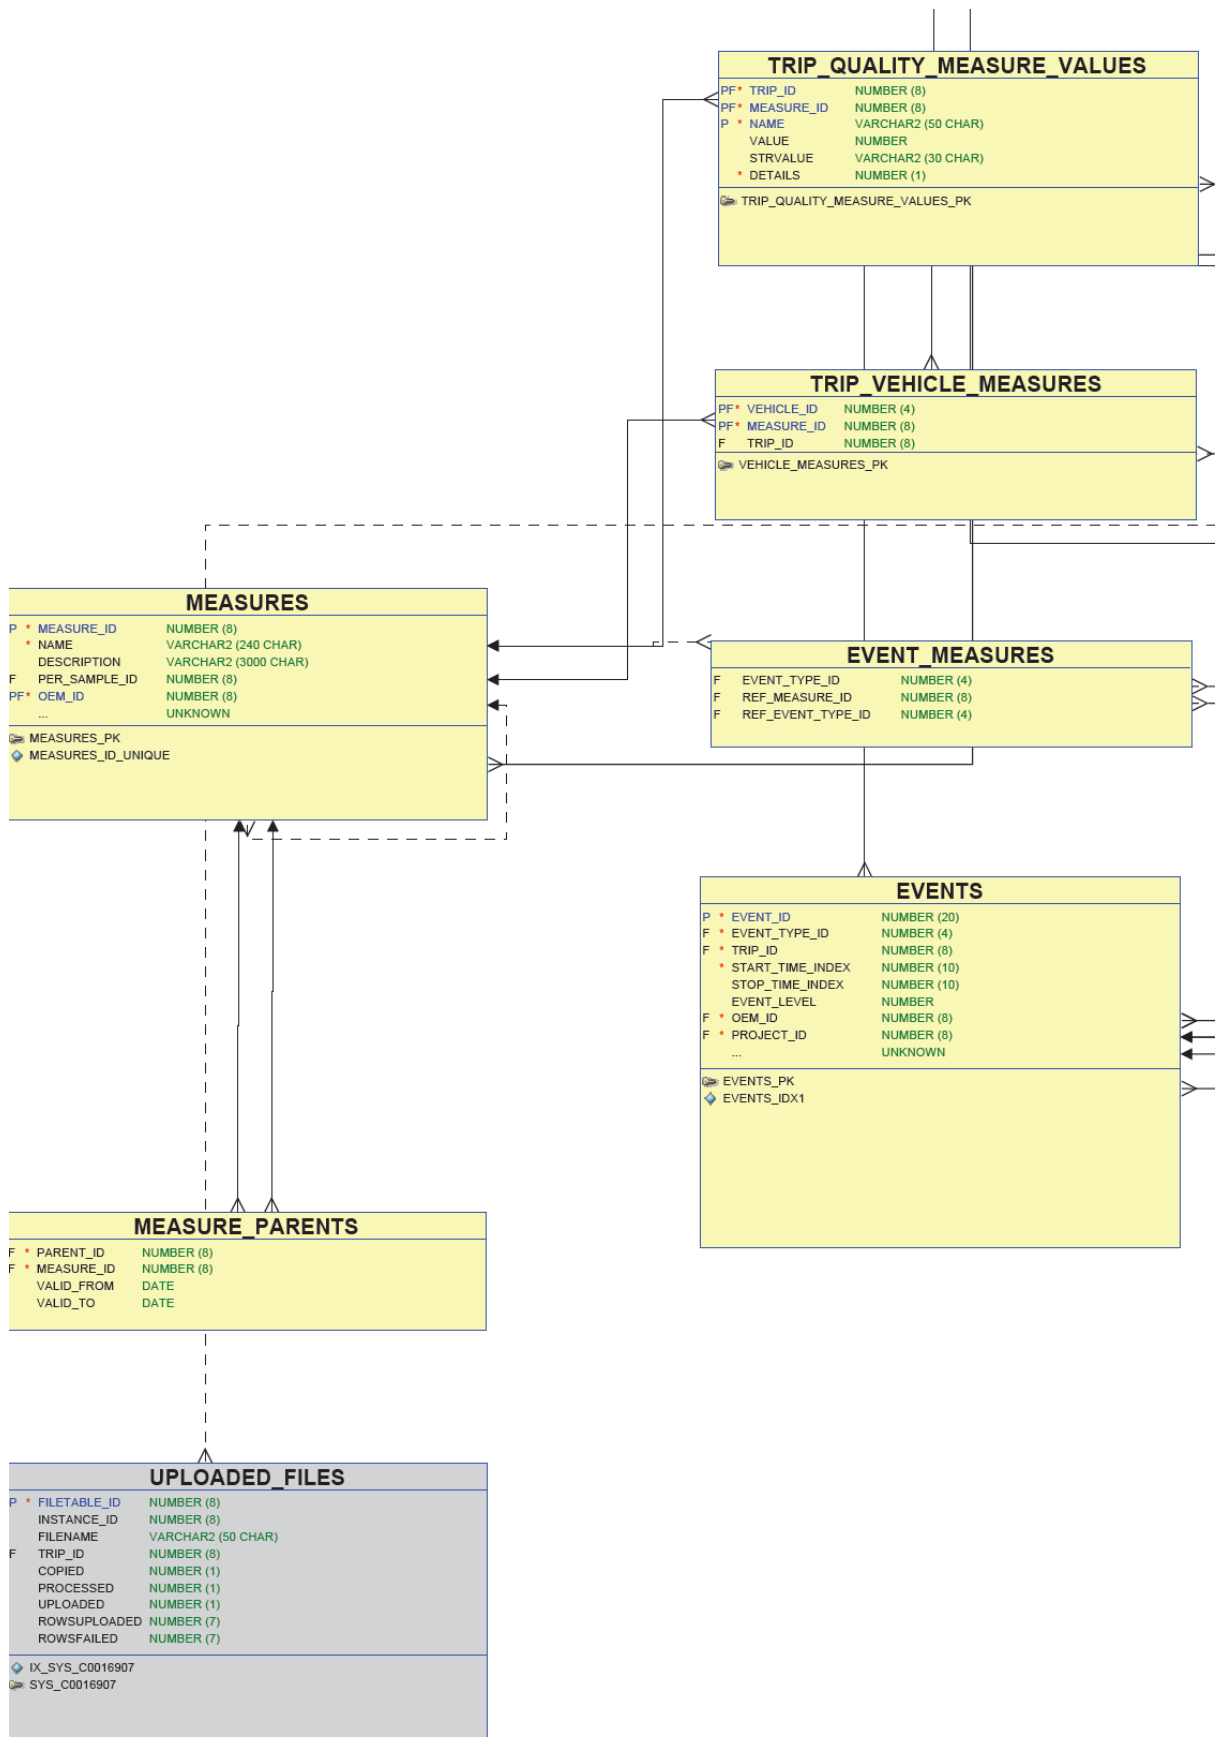 TRIP_QUALITY_MEASURE_VALUES
PF* TRIP_ID NUMBER (8)
PF* MEASURE_ID NUMBER (8)
P * NAME VARCHAR2 (50 CHAR)
VALUE NUMBER
STRVALUE VARCHAR2 (30 CHAR)
* DETAILS NUMBER (1)
TRIP_QUALITY_MEASURE_VALUES_PK
TRIP_VEHICLE_MEASURES
PF* VEHICLE_ID NUMBER (4)
PF* MEASURE_ID NUMBER (8)
F TRIP_ID NUMBER (8)
VEHICLE_MEASURES_PK
MEASURES
P * MEASURE_ID NUMBER (8)
* NAME VARCHAR2 (240 CHAR)
DESCRIPTION VARCHAR2 (3000 CHAR)
F PER_SAMPLE_ID NUMBER (8)
PF* OEM_ID NUMBER (8)
... UNKNOWN
MEASURES_PK
MEASURES_ID_UNIQUE
EVENT_MEASURES
F EVENT_TYPE_ID NUMBER (4)
F REF_MEASURE_ID NUMBER (8)
F REF_EVENT_TYPE_ID NUMBER (4)
EVENTS
P * EVENT_ID NUMBER (20)
F * EVENT_TYPE_ID NUMBER (4)
F * TRIP_ID NUMBER (8)
* START_TIME_INDEX NUMBER (10)
STOP_TIME_INDEX NUMBER (10)
EVENT_LEVEL NUMBER
F * OEM_ID NUMBER (8)
F * PROJECT_ID NUMBER (8)
... UNKNOWN
EVENTS_PK
EVENTS_IDX1
MEASURE_PARENTS
F * PARENT_ID NUMBER (8)
F * MEASURE_ID NUMBER (8)
VALID_FROM DATE
VALID_TO DATE
UPLOADED_FILES
P * FILETABLE_ID NUMBER (8)
INSTANCE_ID NUMBER (8)
FILENAME VARCHAR2 (50 CHAR)
F TRIP_ID NUMBER (8)
COPIED NUMBER (1)
PROCESSED NUMBER (1)
UPLOADED NUMBER (1)
ROWSUPLOADED NUMBER (7)
ROWSFAILED NUMBER (7)
IX_SYS_C0016907
SYS_C0016907